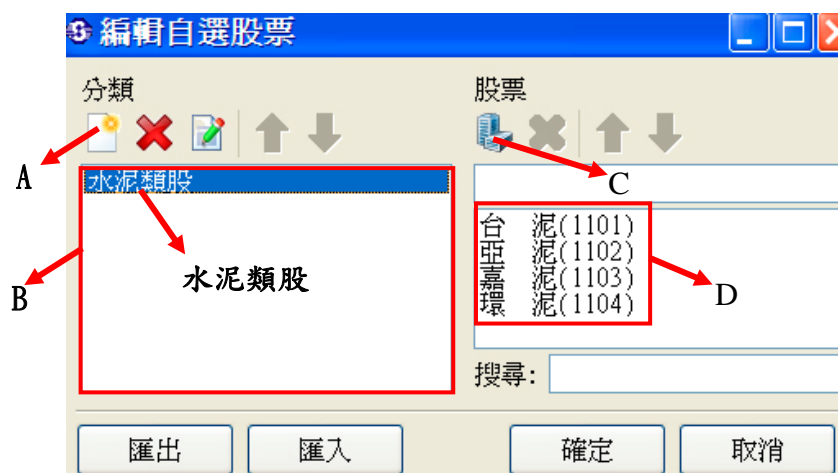 編輯自選股票
分類
股票
A
水泥類股
C
水泥類股
B
台 泥(1101)
亞 泥(1102)
嘉 泥(1103)
環 泥(1104)
D
搜尋:
匯出
匯入
確定
取消